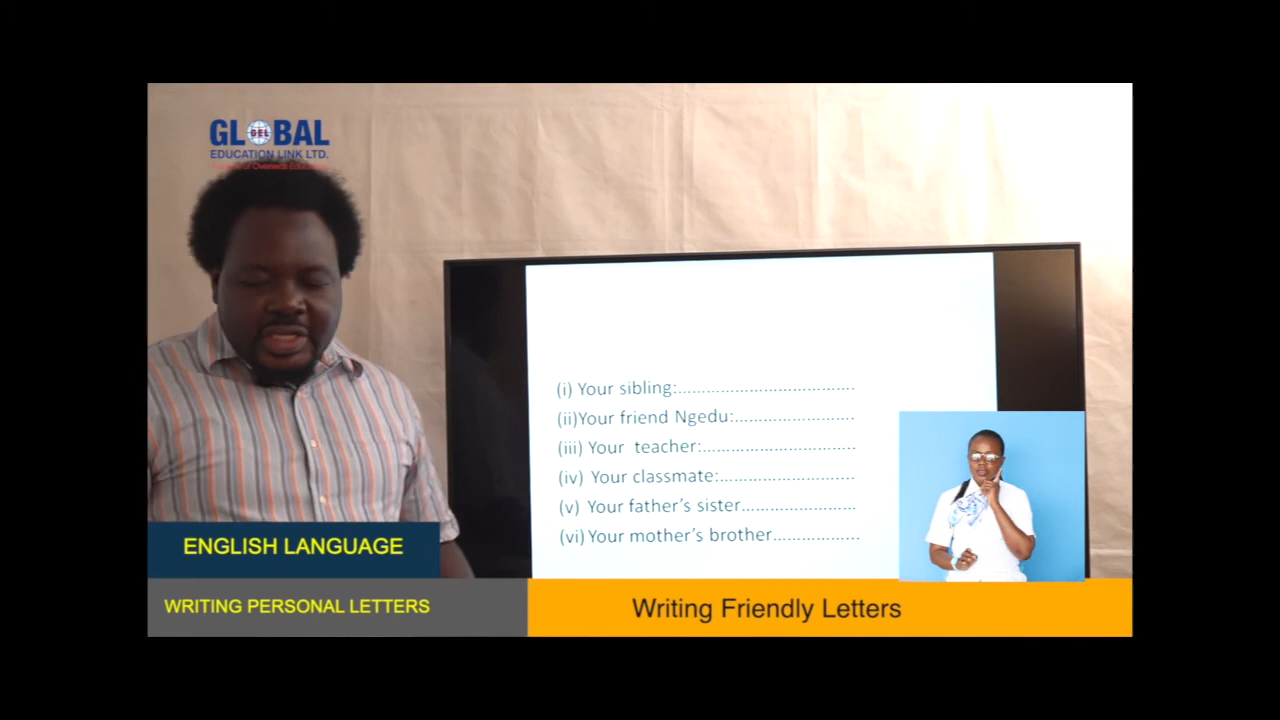 GLOBAL
GEL
EDUCATION LINK LTD.
(i) Your sibling:....................................
(ii)Your friend Ngedu:.........................
(iii) Your teacher:................................
(iv) Your classmate:............................
(v) Your father's sister........................
(vi) Your mother's brother..................
ENGLISH LANGUAGE
WRITING PERSONAL LETTERS
Writing Friendly Letters